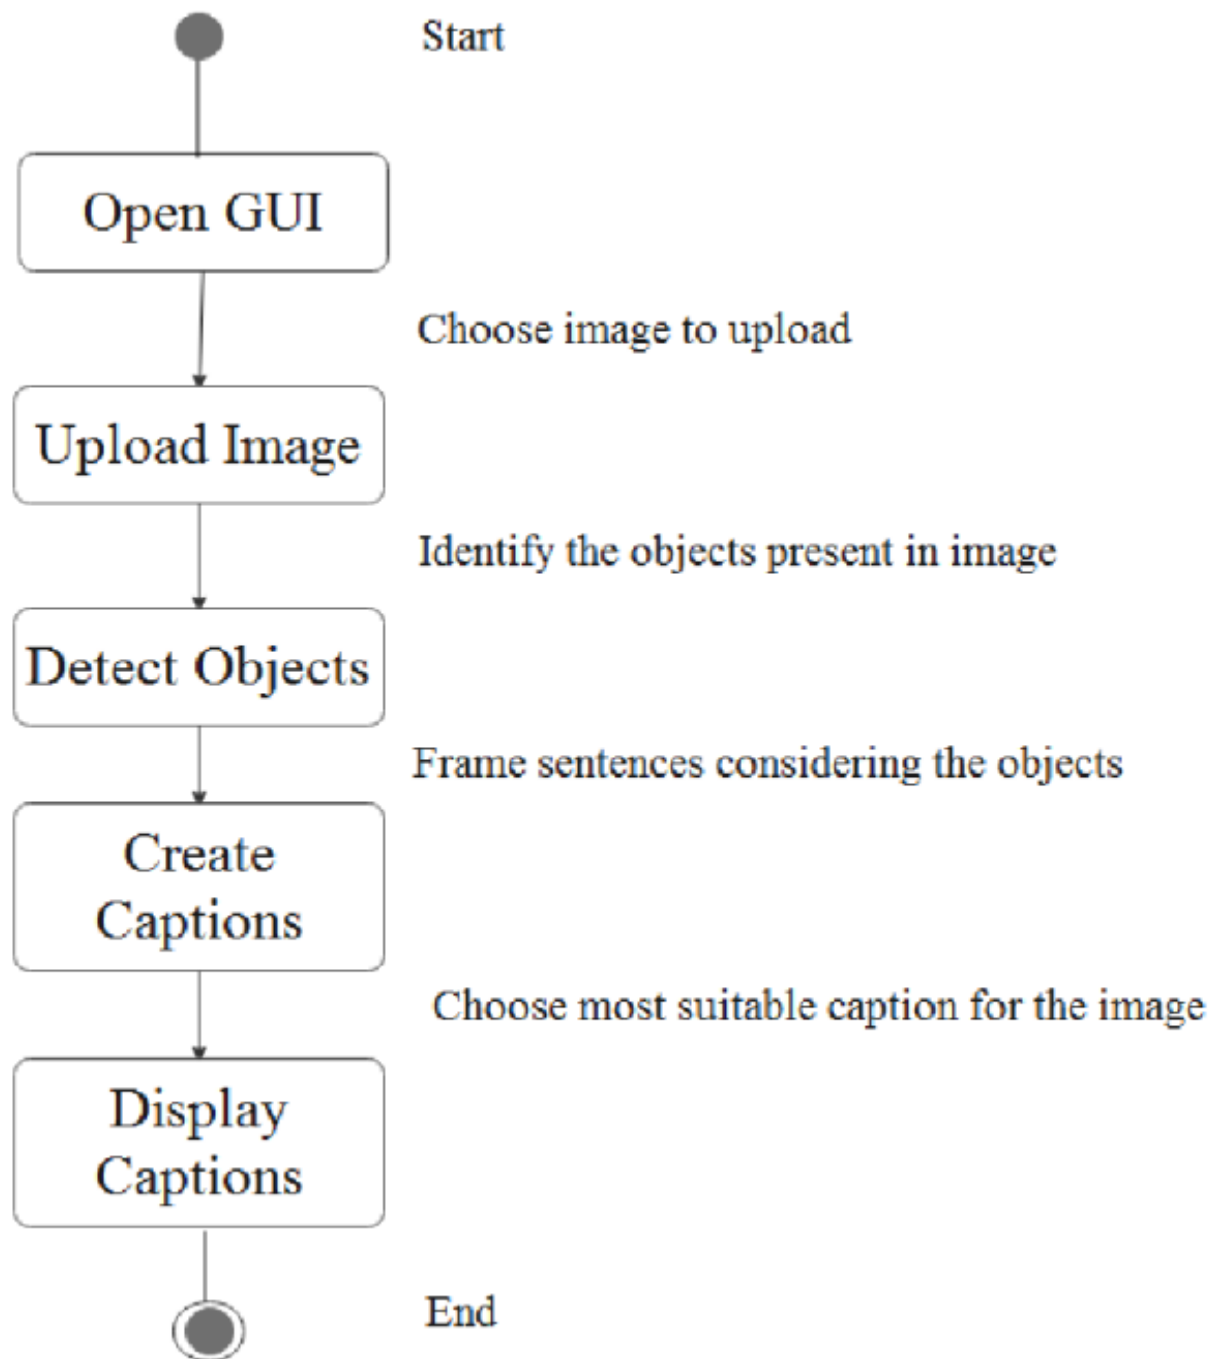 Start
Open GUI
Choose image to upload
Upload Image
Identify the objects present in image
Detect Objects
Frame sentences considering the objects
Create
Captions
Choose most suitable caption for the image
Display
Captions
End